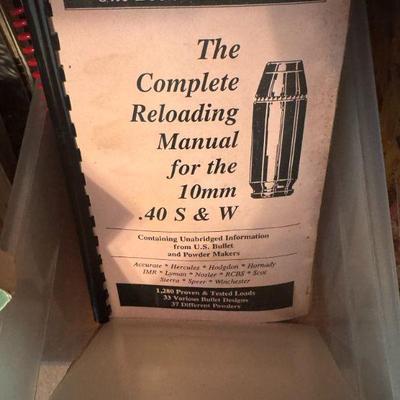 The
Complete
Reloading
Manual
for the
10mm
.40 S & W
Containing Unabridged Information
from U.S. Bullet
and Powder Makers
Accurate * Hercules * Hodgdon * Hornady
IMR * Lyman * Nosler * RCBS * Scot
Sierra * Speer * Winchester
1,280 Proven & Tested Loads
33 Various Bullet Designs
37 Different Powders